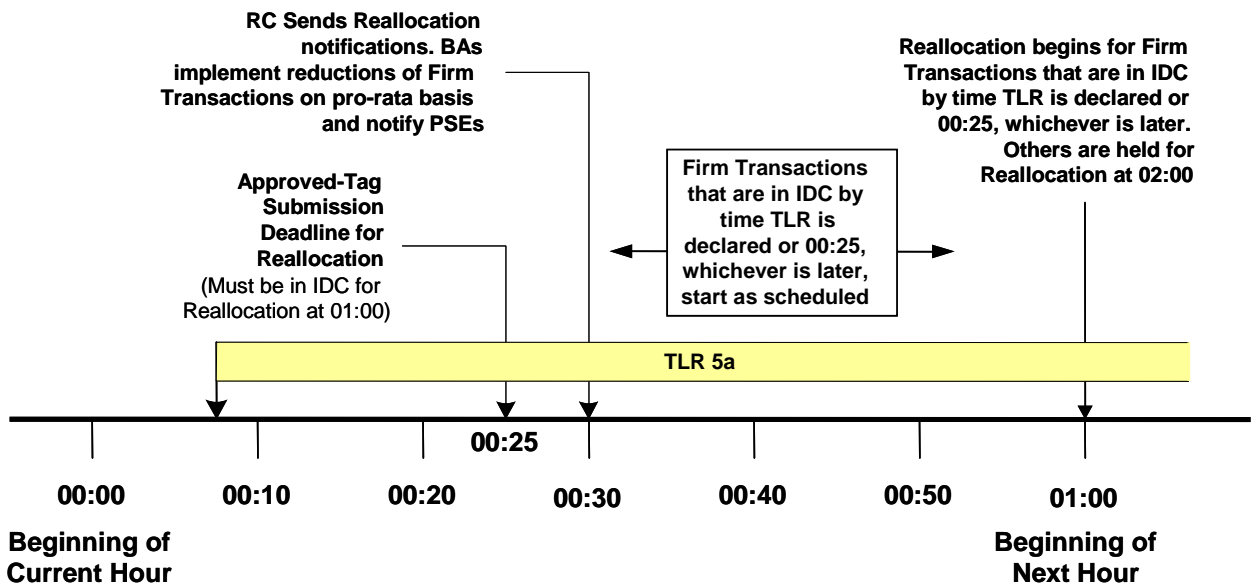 RC Sends Reallocation
notifications. BAs
implement reductions of Firm
Transactions on pro-rata basis
and notify PSEs
Approved-Tag
Submission
Deadline for
Reallocation
(Must be in IDC for
Reallocation at 01:00)
Firm Transactions
that are in IDC by
time TLR is
declared or 00:25,
whichever is later,
start as scheduled
Reallocation begins for Firm
Transactions that are in IDC
by time TLR is declared or
00:25, whichever is later.
Others are held for
Reallocation at 02:00
TLR 5a
00:25
00:00
00:10
00:20
00:30
00:40
00:50
01:00
Beginning of
Current Hour
Beginning of
Next Hour